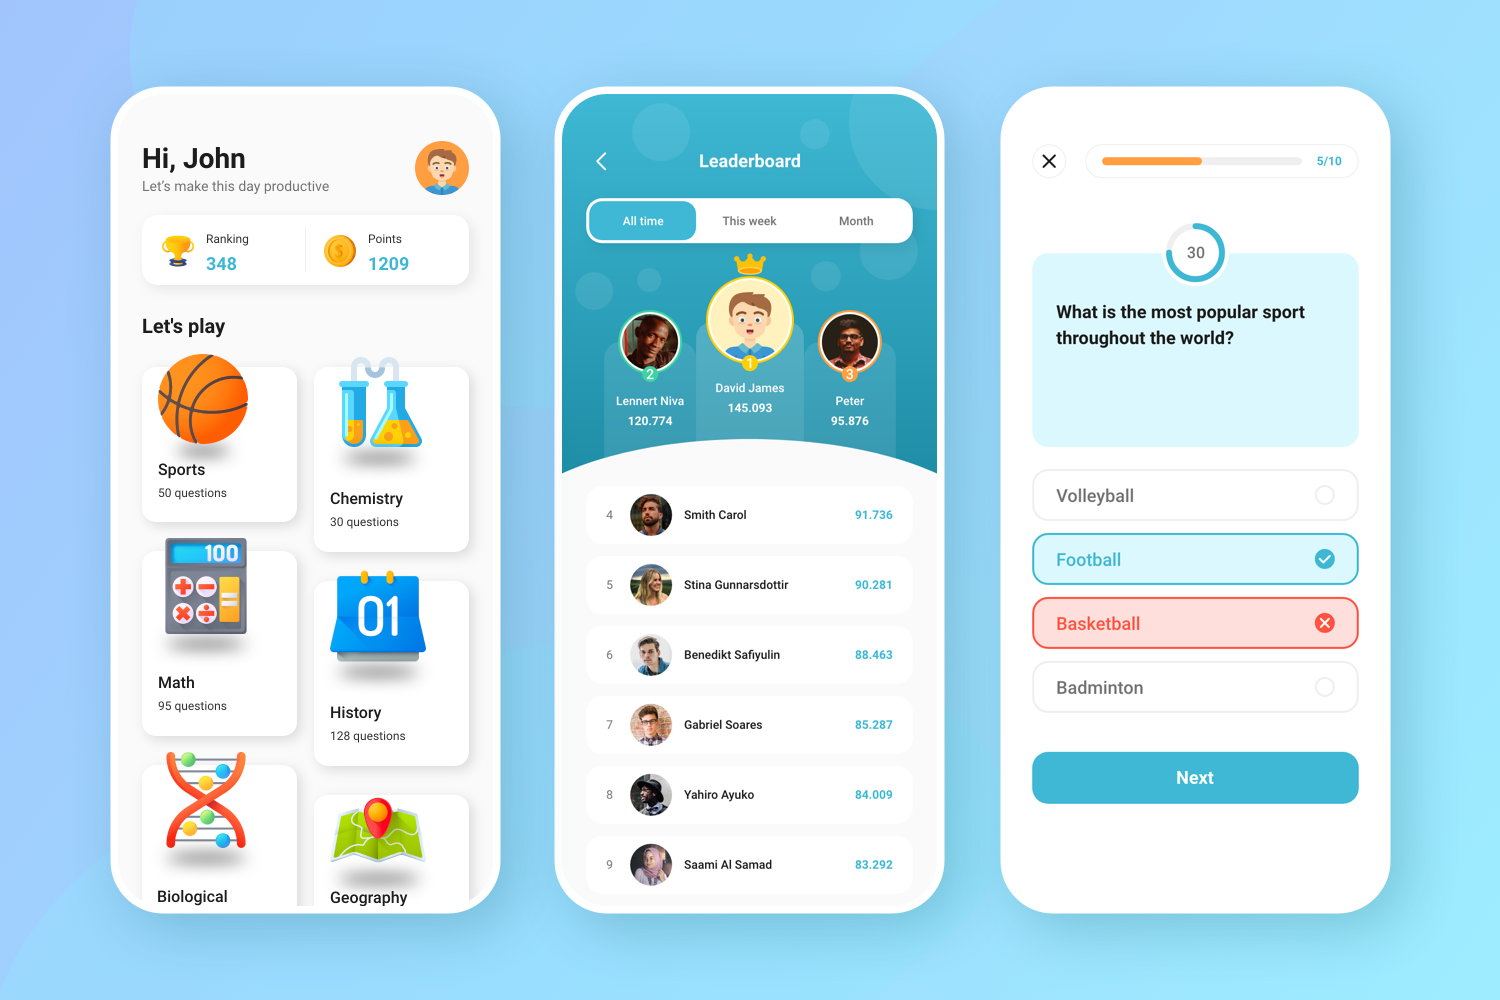 Hi, John
Let's make this day productive
Ranking
348
Points
1209
Let's play
Sports
50 questions
Chemistry
30 questions
100
Math
95 questions
01
History
128 questions
Biological
Geography
Leaderboard
All time
This week
Month
1
2
3
David James
145.093
Lennert Niva
120.774
Peter
95.876
4 Smith Carol 91.736
5 Stina Gunnarsdottir 90.281
6 Benedikt Safiyulin 88.463
7 Gabriel Soares 85.287
8 Yahiro Ayuko 84.009
9 Saami Al Samad 83.292
5/10
30
What is the most popular sport
throughout the world?
Volleyball
Football
Basketball
Badminton
Next